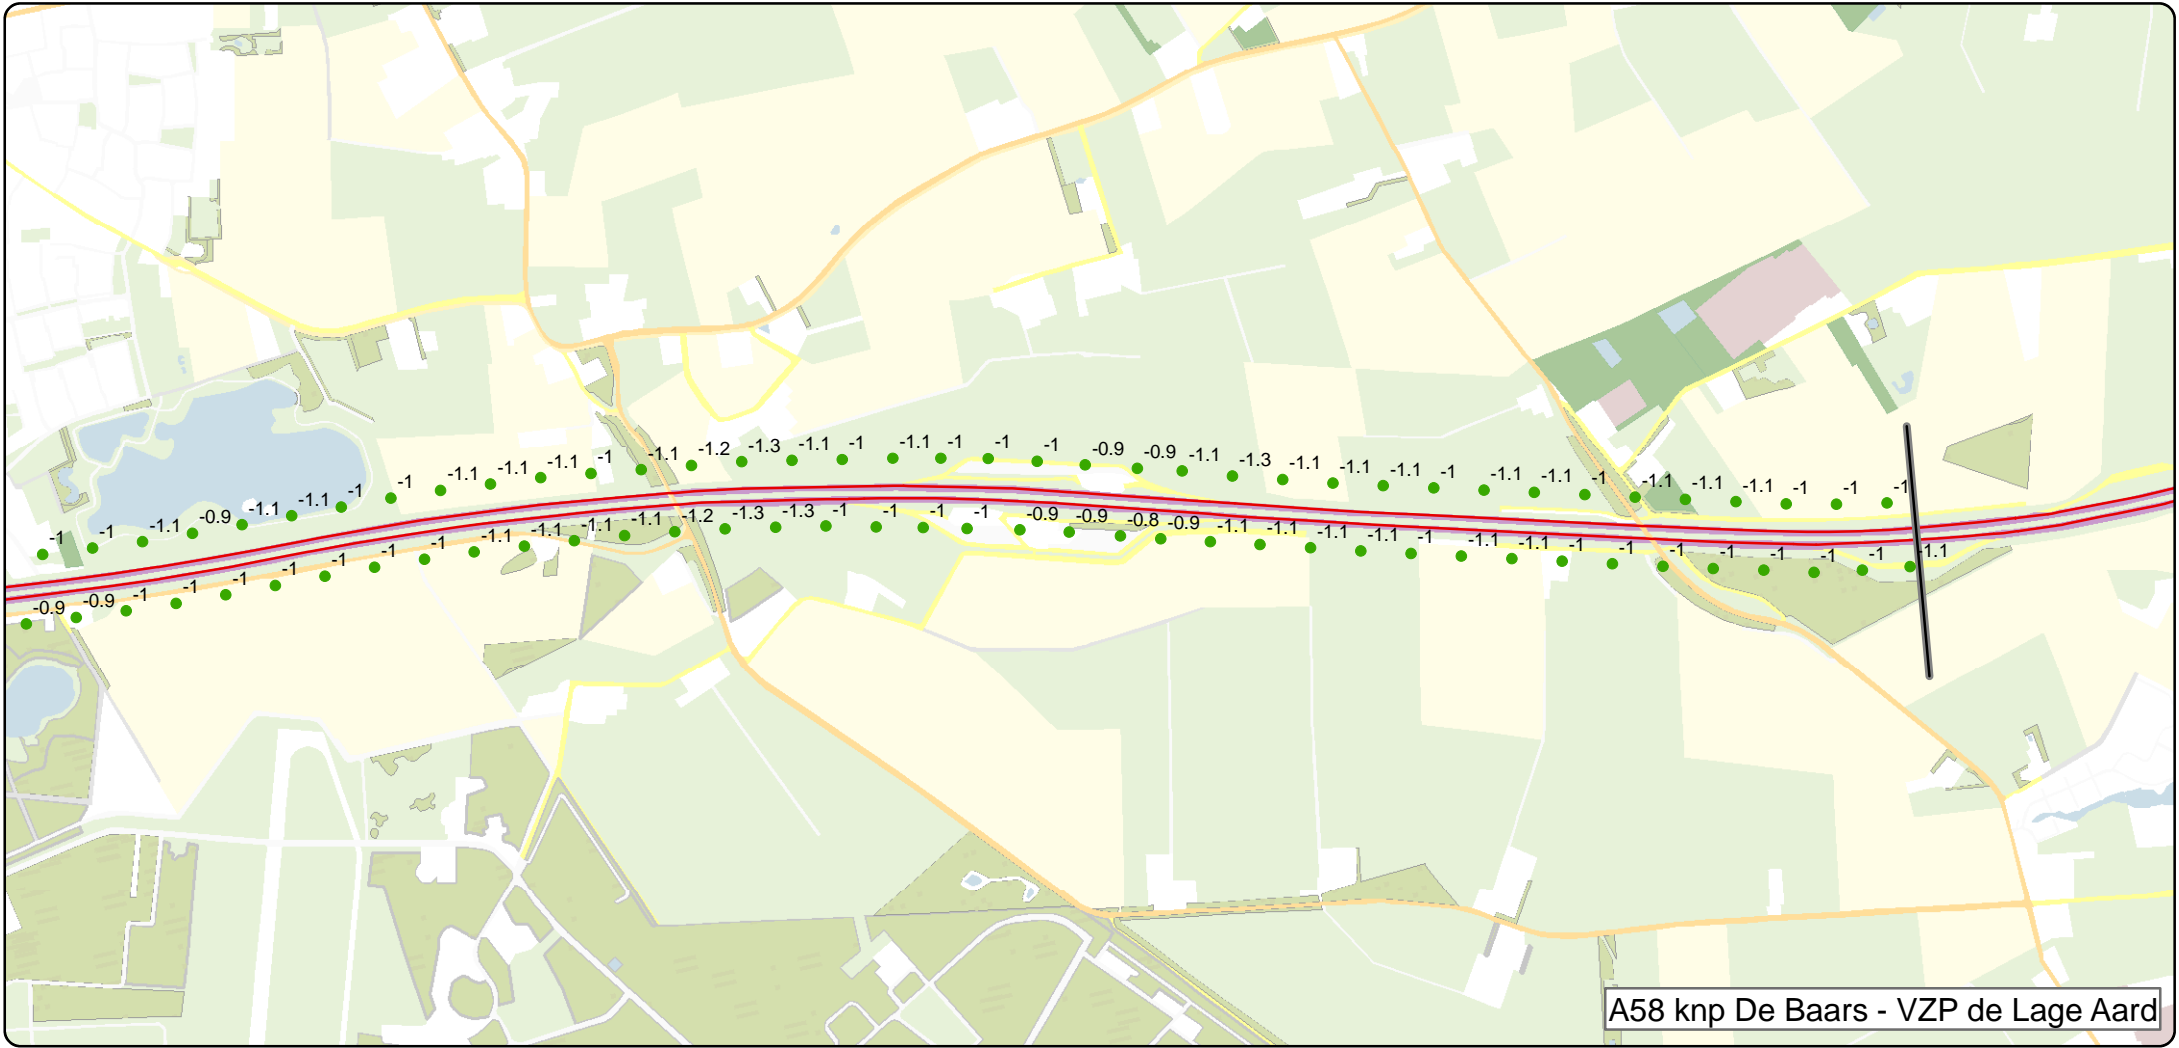 -1 -1 -1.1 -0.9 -1.1 -1.1 -1 -1 -1.1 -1.1 -1.1 -1 -1.1 -1.2 -1.3 -1.1 -1 -1.1 -1 -1 -1 -0.9 -0.9 -1.1 -1.3 -1.1 -1.1 -1.1 -1 -1.1 -1.1 -1 -1.1 -1.1 -1.1 -1 -1 -1
-0.9 -0.9 -1 -1 -1 -1 -1 -1 -1 -1.1 -1.1 -1.1 -1.1 -1.2 -1.3 -1.3 -1 -1 -1 -1 -0.9 -0.9 -0.8 -0.9 -1.1 -1.1 -1.1 -1.1 -1 -1.1 -1.1 -1 -1 -1 -1 -1 -1 -1 -1.1
A58 knp De Baars - VZP de Lage Aard